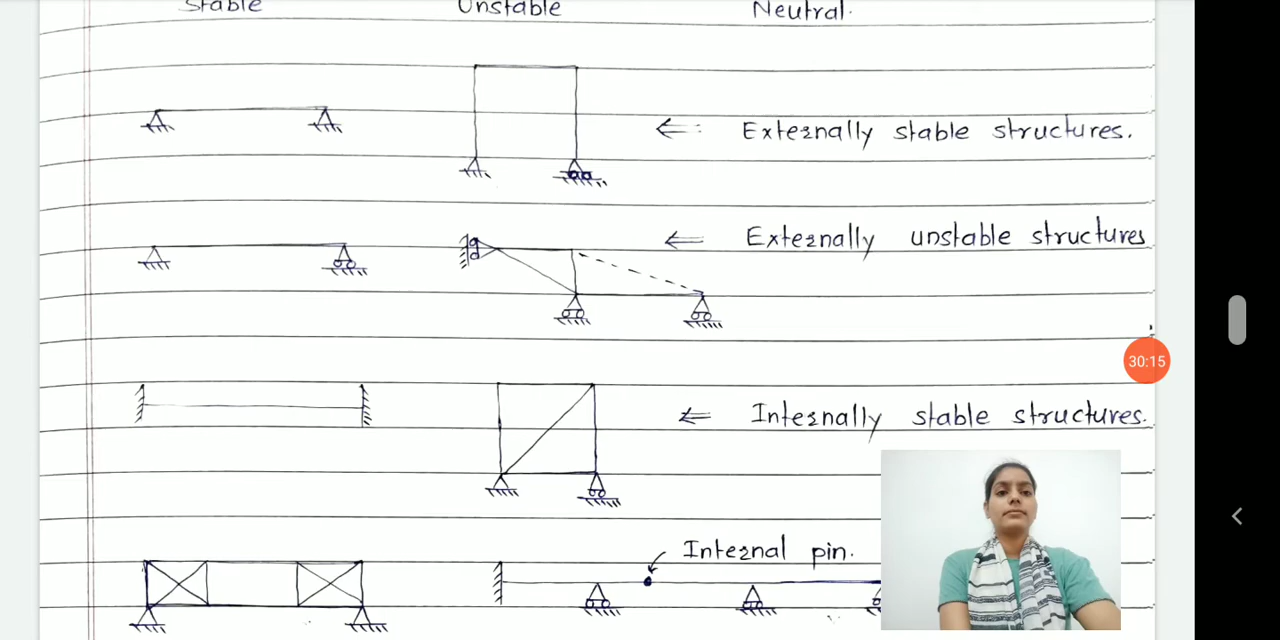 Stable Unstable Neutral.
⇐ Externally stable structures.
⇐ Externally unstable structures
30:15
⇐ Internally stable structures.
Internal pin.